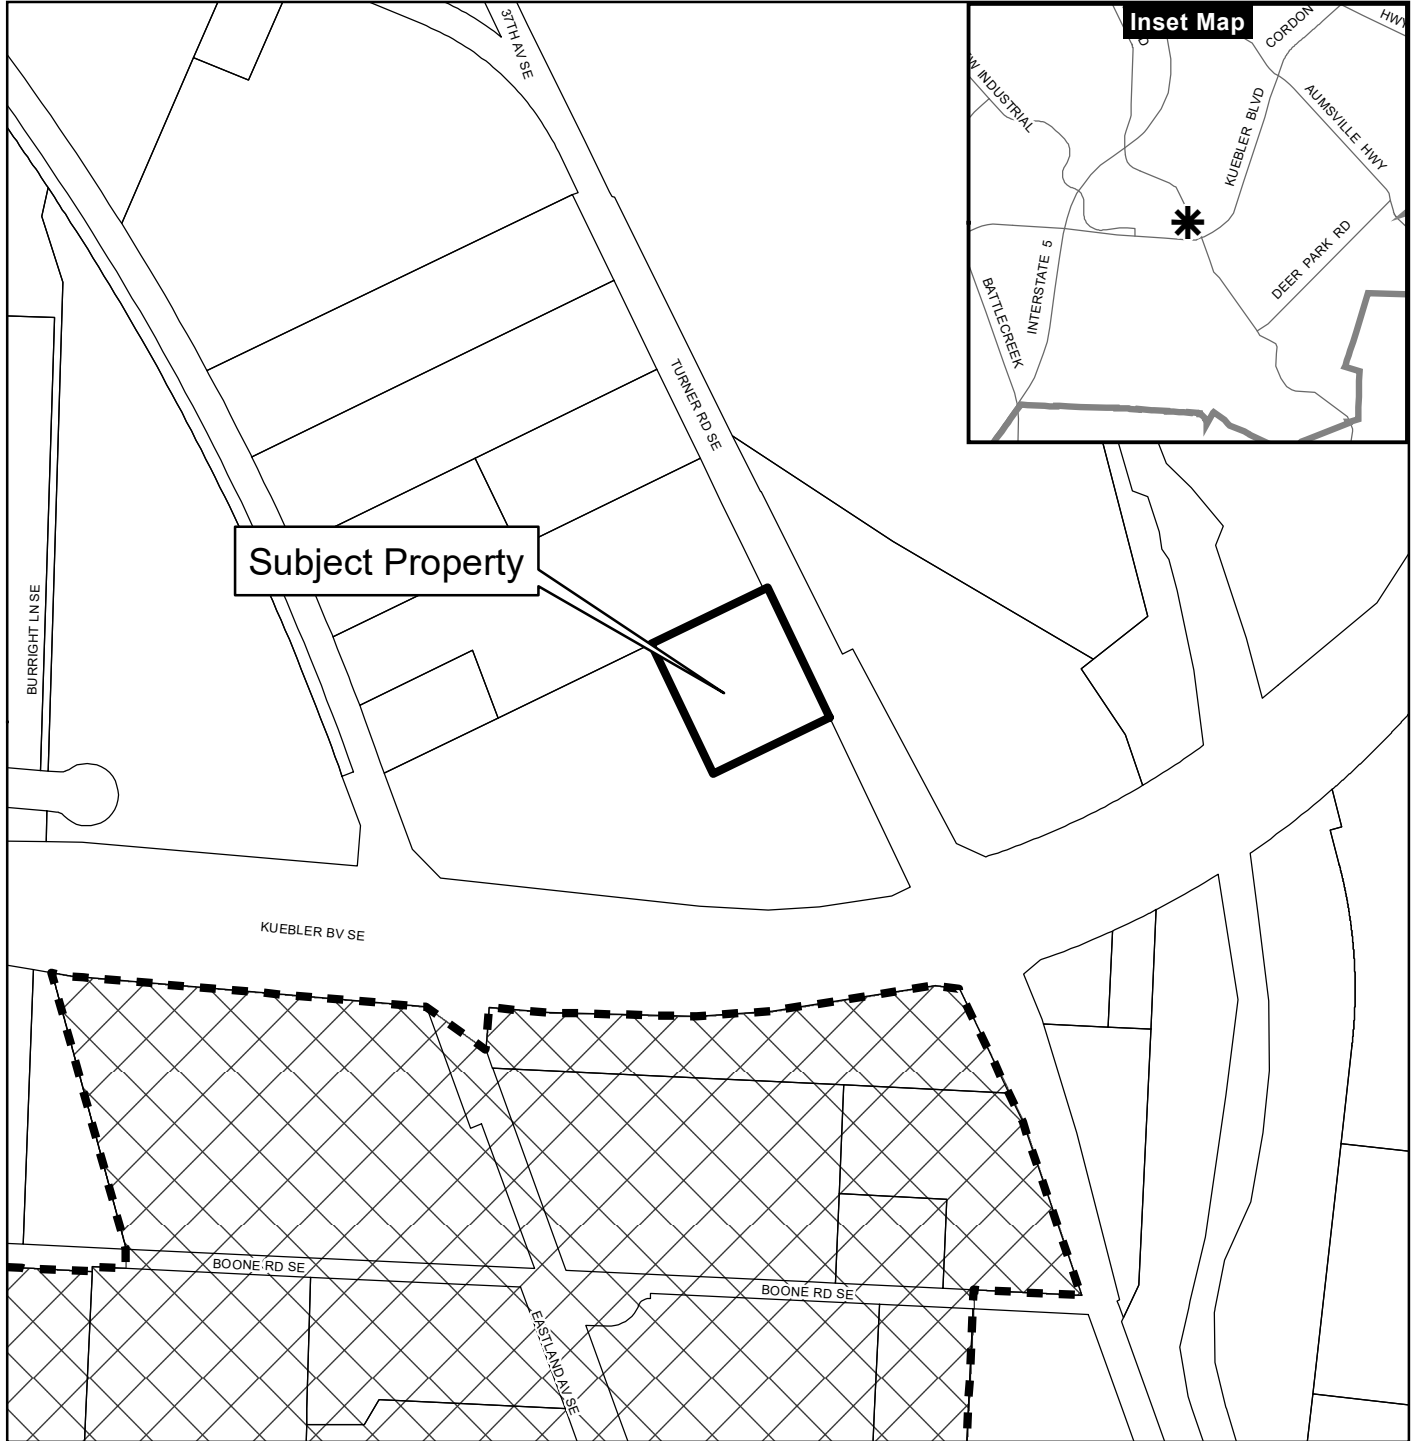 37TH AV SE
Inset Map
CORDON
HWY
W INDUSTRIAL
KUEBLER BLVD
AUMSVILLE HWY
INTERSTATE 5
DEER PARK RD
BATTLECREEK
TURNER RD SE
Subject Property
BURRIGHT LN SE
KUEBLER BV SE
BOONE RD SE
BOONE RD SE
EASTLAND AV SE